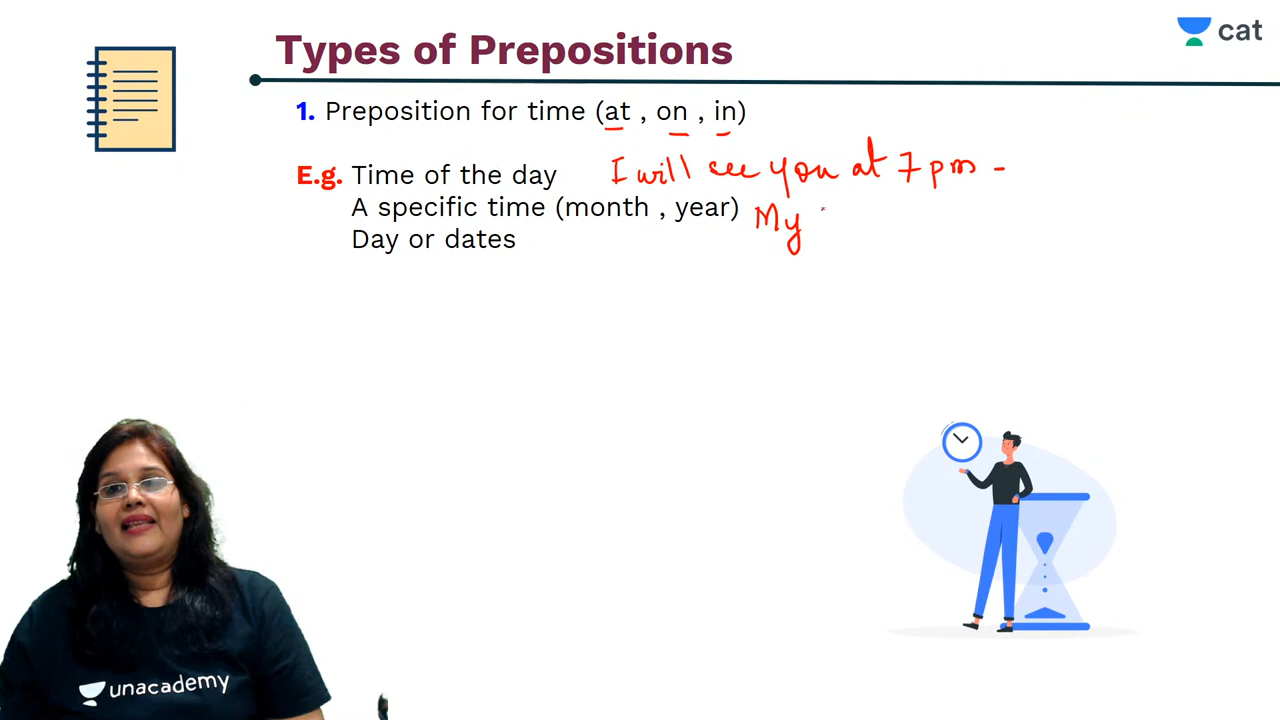 Types of Prepositions
cat
1. Preposition for time (at , on , in)
E.g. Time of the day I will see you at 7 pm -
A specific time (month , year) My
Day or dates
unacademy